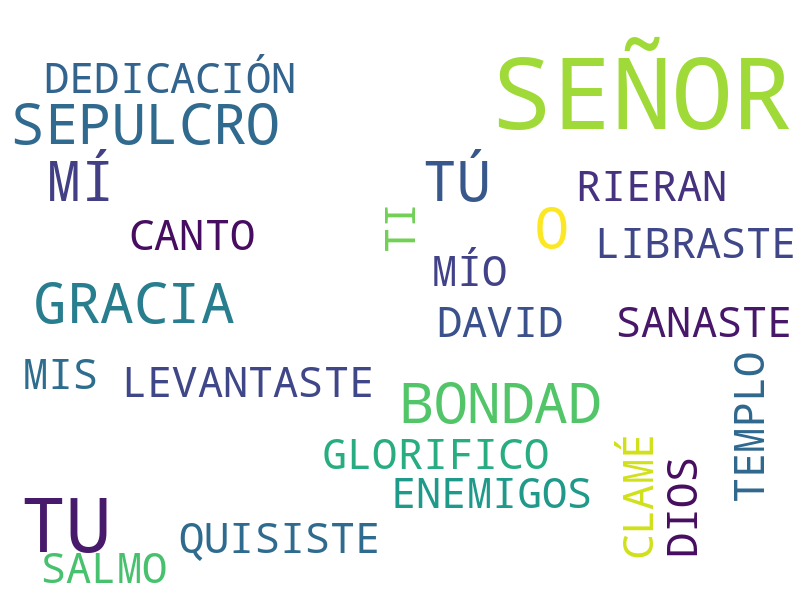 DEDICACIÓN
SEÑOR
SEPULCRO
MÍ
TÚ
RIERAN
CANTO
TI
O
LIBRASTE
MÍO
GRACIA
DAVID
SANASTE
MIS
LEVANTASTE
BONDAD
TEMPLO
GLORIFICO
CLAMÉ
DIOS
ENEMIGOS
TU
QUISISTE
SALMO